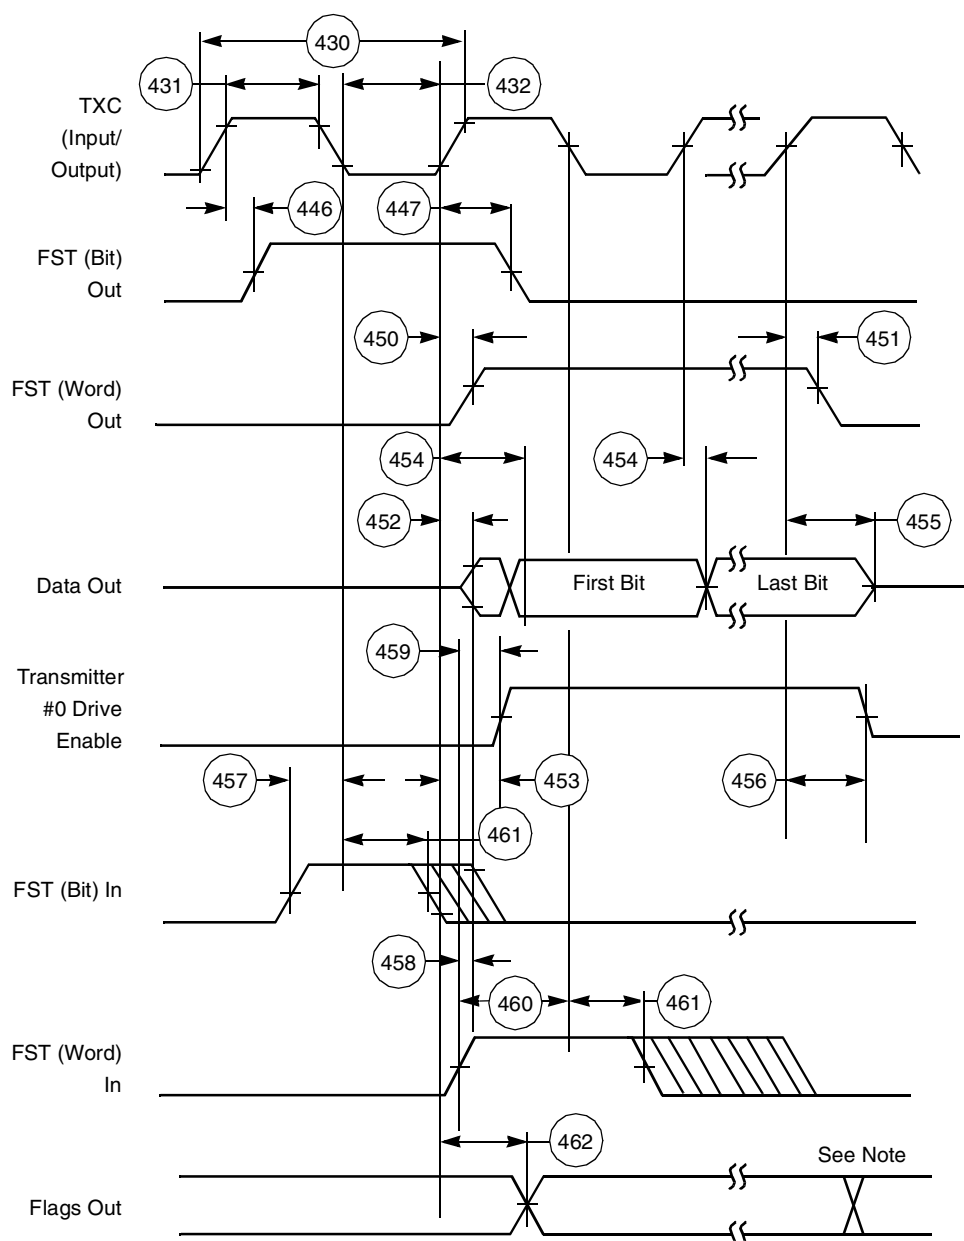 430
431
432
TXC
(Input/
Output)
446
447
FST (Bit)
Out
450
451
FST (Word)
Out
454
454
452
455
Data Out
First Bit
Last Bit
459
Transmitter
#0 Drive
Enable
457
453
456
461
FST (Bit) In
458
460
461
FST (Word)
In
462
See Note
Flags Out